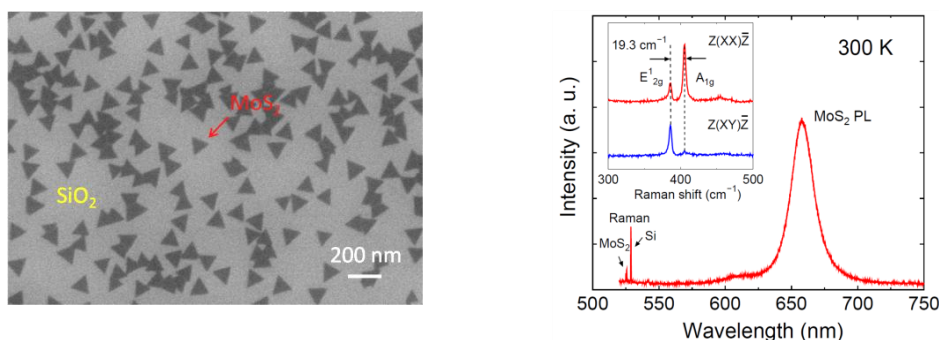 MoS₂
SiO₂
200 nm
300 K
19.3 cm⁻¹
Z(XX)Z̅
E¹₂g
A₁g
Z(XY)Z̅
300 400 500
Raman shift (cm⁻¹)
MoS₂ PL
Raman
MoS₂
Si
Intensity (a. u.)
500 550 600 650 700 750
Wavelength (nm)